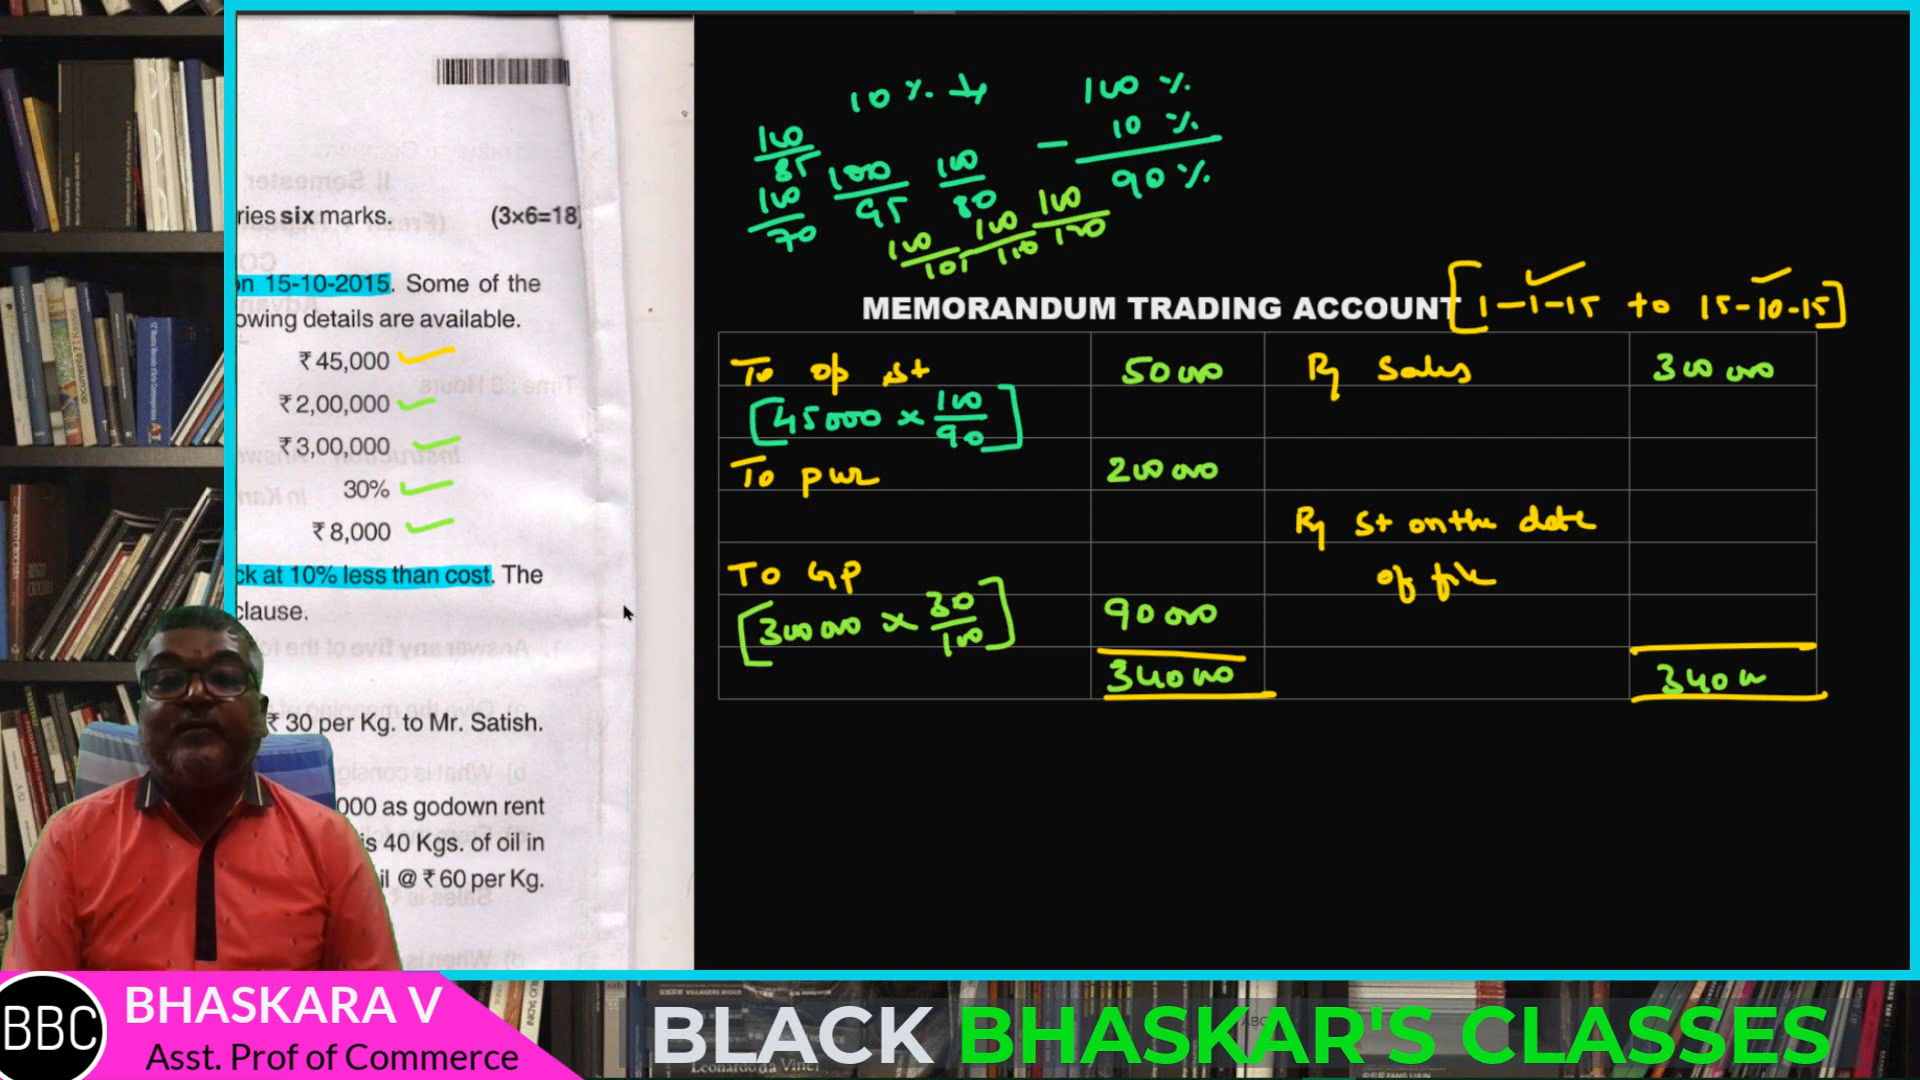 ries six marks. (3×6=18)
on 15-10-2015. Some of the
owing details are available.
₹ 45,000
₹ 2,00,000
₹ 3,00,000
30%
₹ 8,000
ck at 10% less than cost. The
clause.
₹ 30 per Kg. to Mr. Satish.
000 as godown rent
is 40 Kgs. of oil in
il @ ₹ 60 per Kg.
10 %
100 %
- 10 %
90 %
100/85 100/95 100/80
100/70 100/101 100/110 100/120
MEMORANDUM TRADING ACCOUNT [1-1-15 to 15-10-15]
To op st 50000 By Sales 300000
[45000 × 100/90]
To pur 200000
By St on the date
of fire
To GP
[300000 × 30/100] 90000
340000 34000
BBC
BHASKARA V
Asst. Prof of Commerce
BLACK BHASKAR'S CLASSES
Leonardo da Vinci